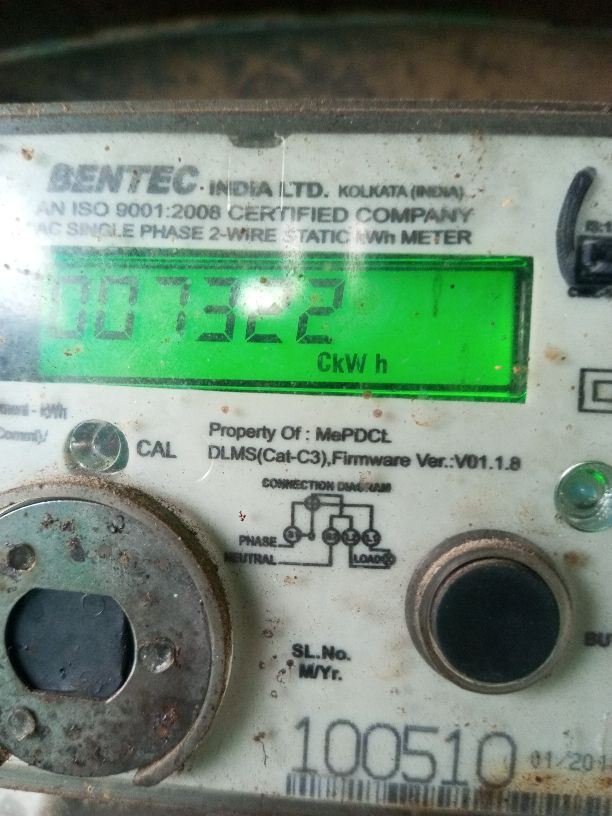 BENTEC INDIA LTD. KOLKATA (INDIA)
AN ISO 9001:2008 CERTIFIED COMPANY
AC SINGLE PHASE 2-WIRE STATIC kWh METER
007322
CkW h
CAL
Property Of : MePDCL
DLMS(Cat-C3),Firmware Ver.:V01.1.8
CONNECTION DIAGRAM
PHASE
NEUTRAL
LOAD
SL.No.
M/Yr.
100510